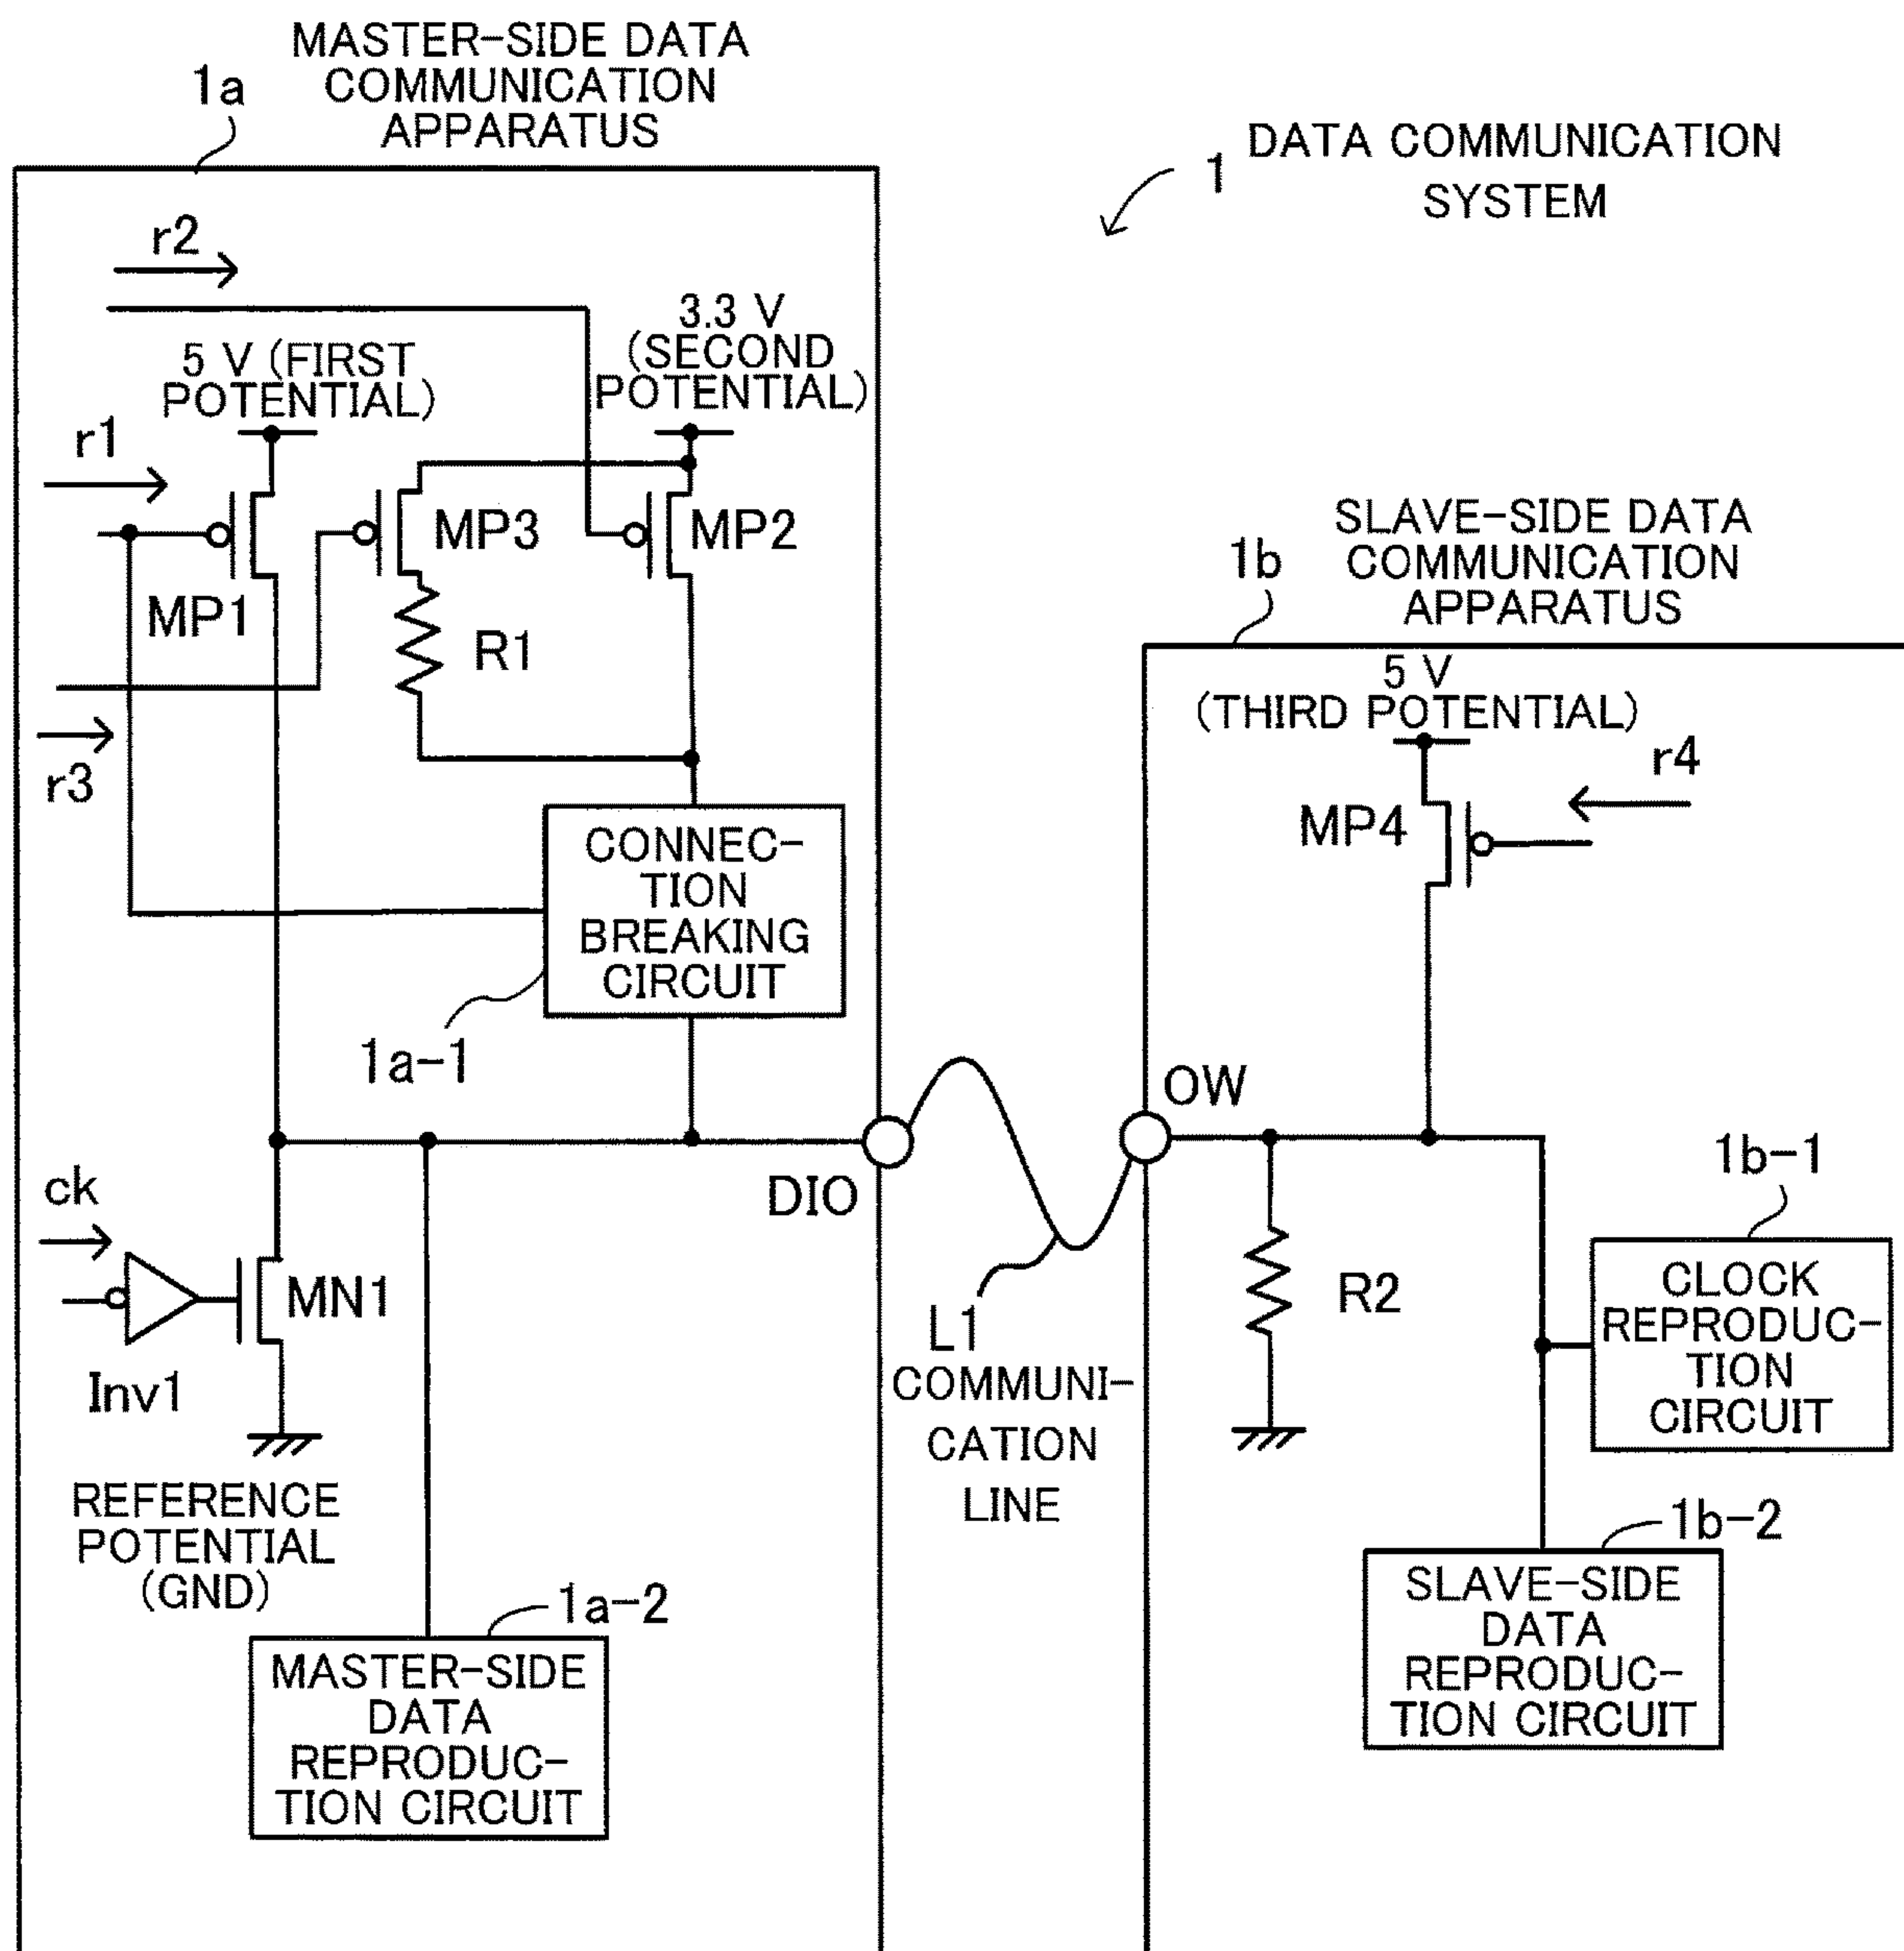 MASTER-SIDE DATA
COMMUNICATION
APPARATUS
1a
DATA COMMUNICATION
SYSTEM
1
r2
3.3 V
(SECOND
POTENTIAL)
5 V (FIRST
POTENTIAL)
r1
MP3
MP2
MP1
R1
r3
SLAVE-SIDE DATA
COMMUNICATION
APPARATUS
1b
5 V
(THIRD POTENTIAL)
r4
MP4
CONNEC-
TION
BREAKING
CIRCUIT
1a-1
OW
DIO
ck
MN1
Inv1
REFERENCE
POTENTIAL
(GND)
L1
COMMUNI-
CATION
LINE
R2
1b-1
CLOCK
REPRODUC-
TION
CIRCUIT
1b-2
SLAVE-SIDE
DATA
REPRODUC-
TION CIRCUIT
1a-2
MASTER-SIDE
DATA
REPRODUC-
TION CIRCUIT